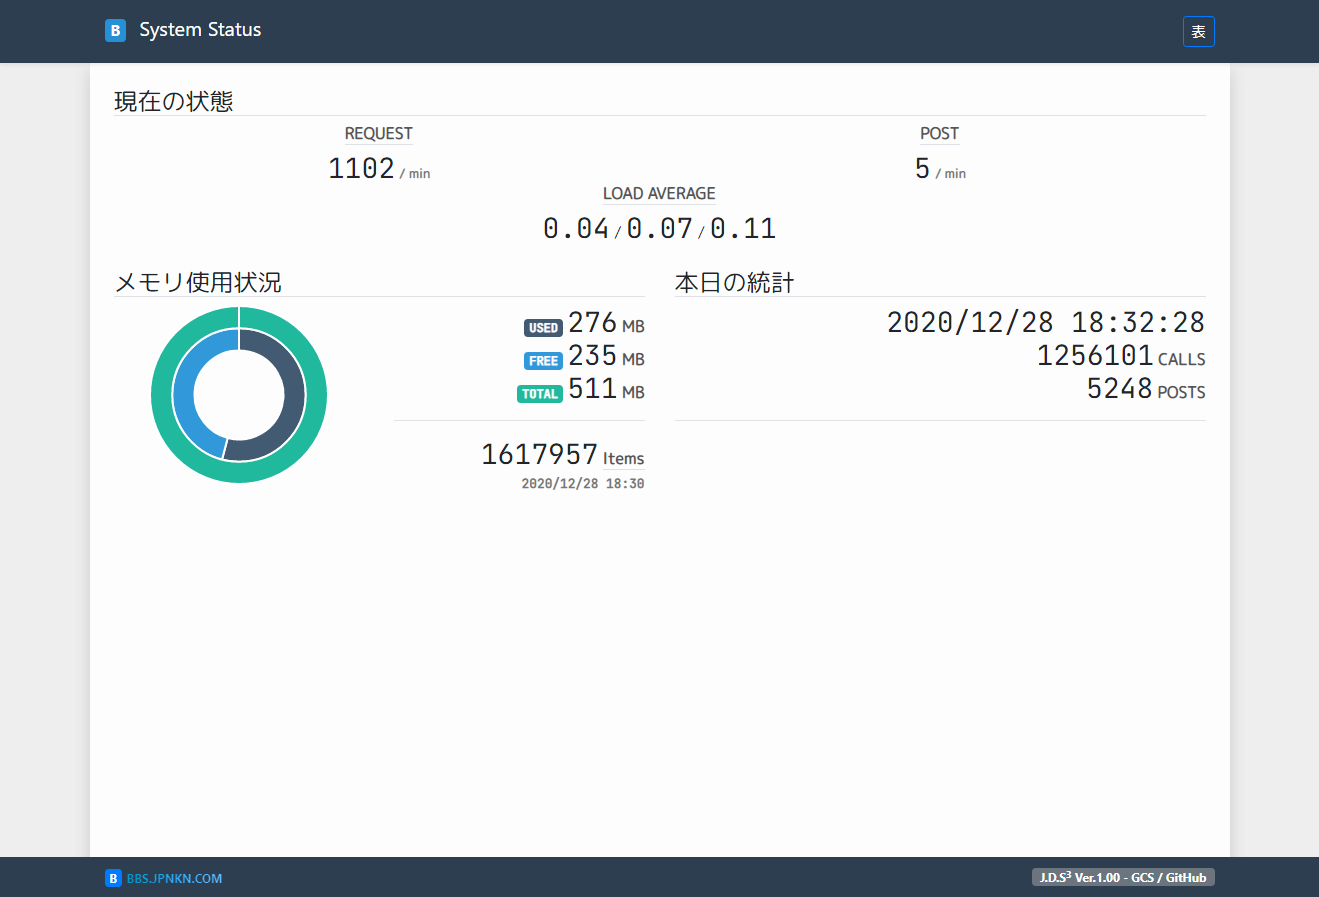 B System Status
表
現在の状態
REQUEST
1102 / min
POST
5 / min
LOAD AVERAGE
0.04 / 0.07 / 0.11
メモリ使用状況
USED 276 MB
FREE 235 MB
TOTAL 511 MB
1617957 Items
2020/12/28 18:30
本日の統計
2020/12/28 18:32:28
1256101 CALLS
5248 POSTS
B BBS.JPNKN.COM
J.D.S³ Ver.1.00 - GCS / GitHub